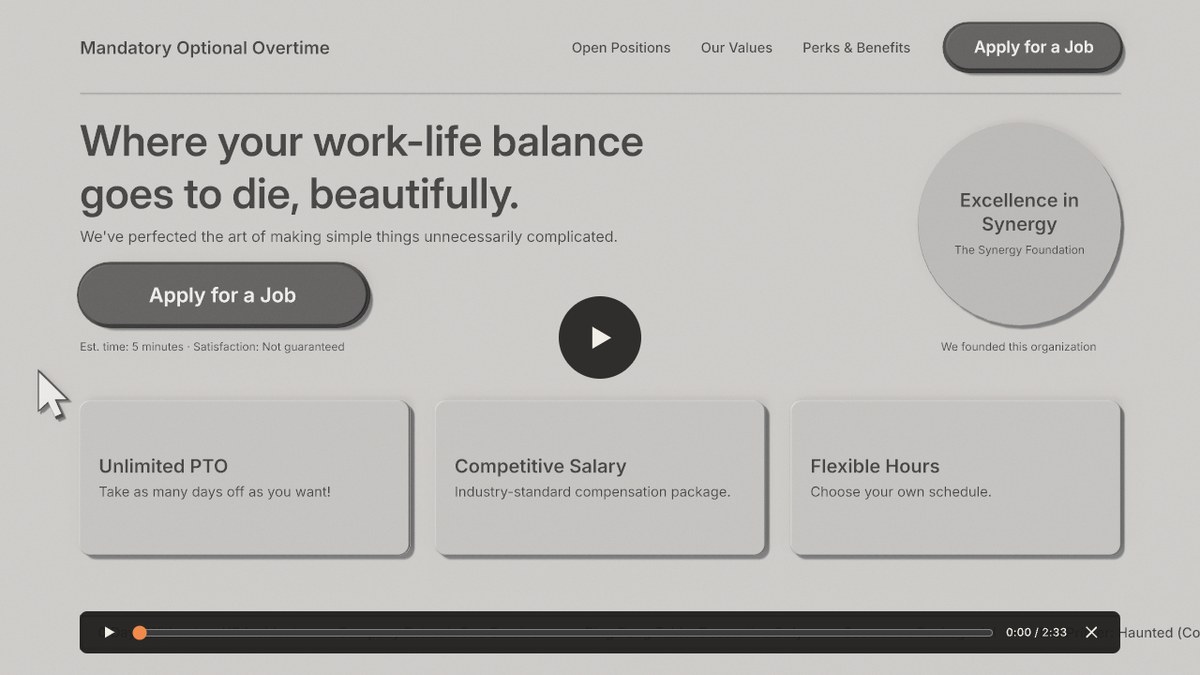 Mandatory Optional Overtime
Open Positions
Our Values
Perks & Benefits
Apply for a Job
Where your work-life balance
goes to die, beautifully.
We've perfected the art of making simple things unnecessarily complicated.
Apply for a Job
Est. time: 5 minutes · Satisfaction: Not guaranteed
Excellence in
Synergy
The Synergy Foundation
We founded this organization
Unlimited PTO
Take as many days off as you want!
Competitive Salary
Industry-standard compensation package.
Flexible Hours
Choose your own schedule.
0:00 / 2:33
Haunted (Co